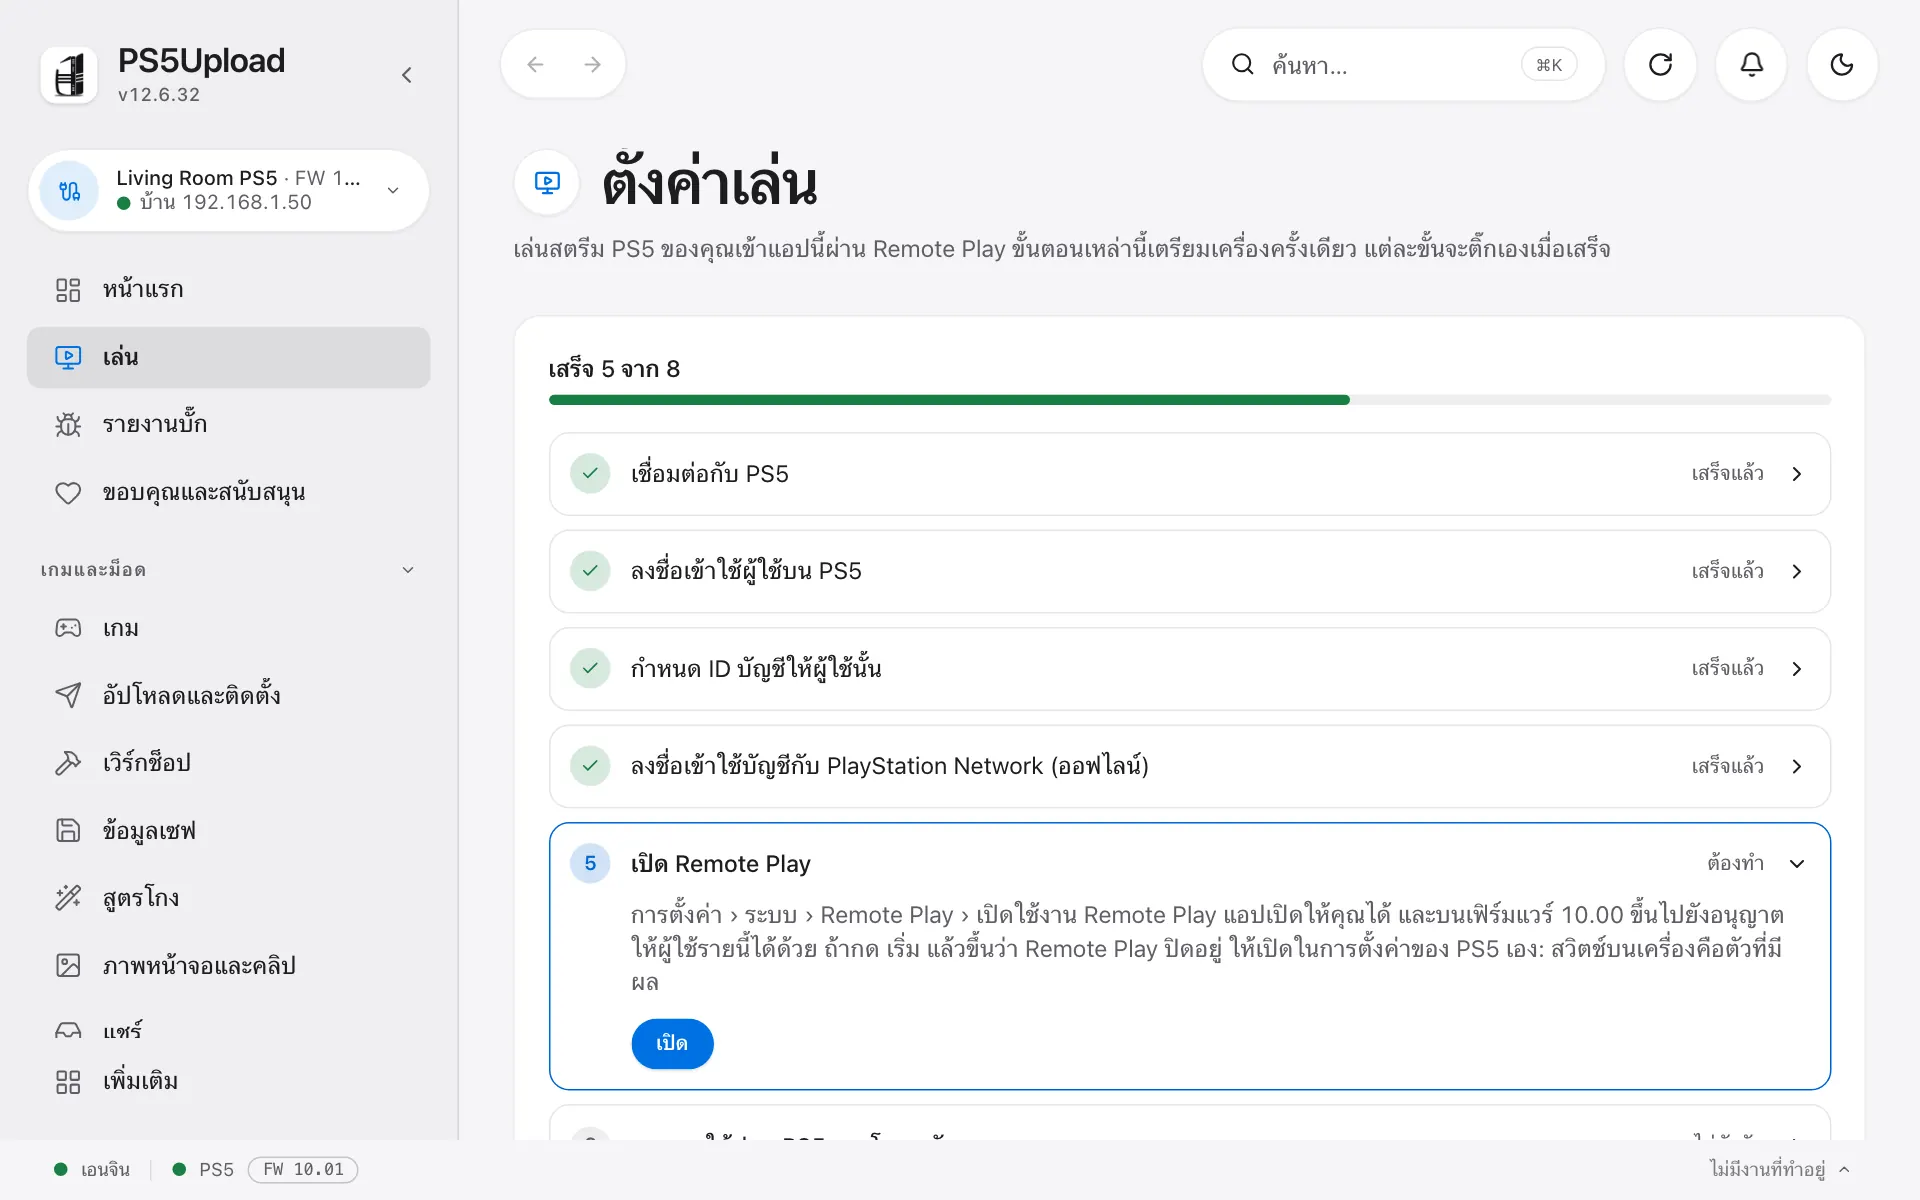 PS5Upload
v12.6.32
Living Room PS5 · FW 1...
บ้าน 192.168.1.50
หน้าแรก
เล่น
รายงานบั๊ก
ขอบคุณและสนับสนุน
เกมและม็อด
เกม
อัปโหลดและติดตั้ง
เวิร์กช็อป
ข้อมูลเซฟ
สูตรโกง
ภาพหน้าจอและคลิป
แชร์
เพิ่มเติม
ค้นหา...
⌘K
ตั้งค่าเล่น
เล่นสตรีม PS5 ของคุณเข้าแอปนี้ผ่าน Remote Play ขั้นตอนเหล่านี้เตรียมเครื่องครั้งเดียว แต่ละขั้นจะติ๊กเองเมื่อเสร็จ
เสร็จ 5 จาก 8
เชื่อมต่อกับ PS5
เสร็จแล้ว
ลงชื่อเข้าใช้ผู้ใช้บน PS5
เสร็จแล้ว
กำหนด ID บัญชีให้ผู้ใช้นั้น
เสร็จแล้ว
ลงชื่อเข้าใช้บัญชีกับ PlayStation Network (ออฟไลน์)
เสร็จแล้ว
5
เปิด Remote Play
ต้องทำ
การตั้งค่า › ระบบ › Remote Play › เปิดใช้งาน Remote Play แอปเปิดให้คุณได้ และบนเฟิร์มแวร์ 10.00 ขึ้นไปยังอนุญาต
ให้ผู้ใช้รายนี้ได้ด้วย ถ้ากด เริ่ม แล้วขึ้นว่า Remote Play ปิดอยู่ ให้เปิดในการตั้งค่าของ PS5 เอง: สวิตช์บนเครื่องคือตัวที่มี
ผล
เปิด
เอนจิน
PS5
FW 10.01
ไม่มีงานที่ทำอยู่